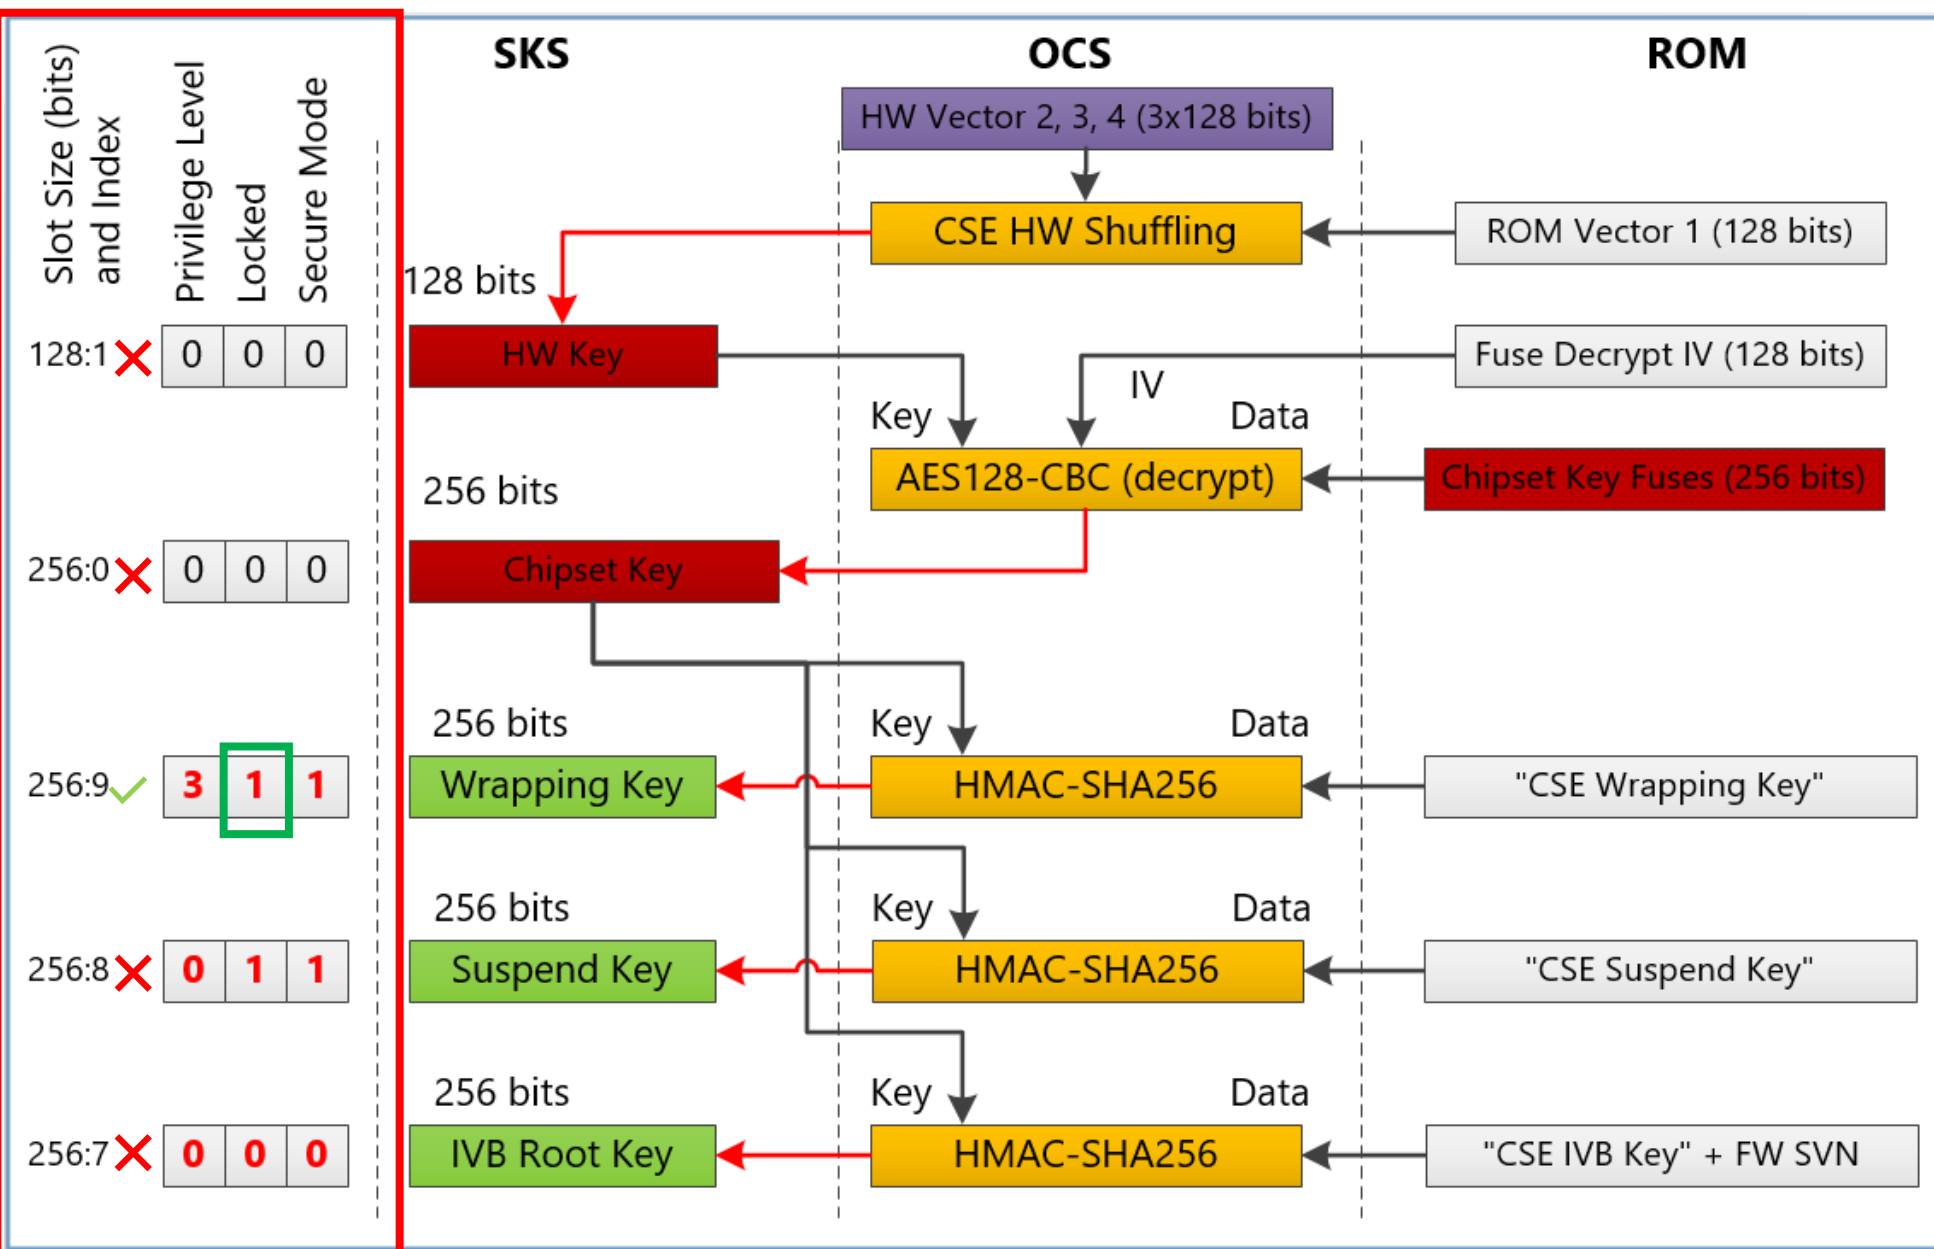 Slot Size (bits)
and Index
Privilege Level
Locked
Secure Mode
SKS
OCS
ROM
HW Vector 2, 3, 4 (3x128 bits)
CSE HW Shuffling
ROM Vector 1 (128 bits)
128 bits
128:1
0 0 0
HW Key
Fuse Decrypt IV (128 bits)
IV
Key
Data
AES128-CBC (decrypt)
Chipset Key Fuses (256 bits)
256 bits
256:0
0 0 0
Chipset Key
256 bits
Key
Data
256:9
3 1 1
Wrapping Key
HMAC-SHA256
"CSE Wrapping Key"
256 bits
Key
Data
256:8
0 1 1
Suspend Key
HMAC-SHA256
"CSE Suspend Key"
256 bits
Key
Data
256:7
0 0 0
IVB Root Key
HMAC-SHA256
"CSE IVB Key" + FW SVN